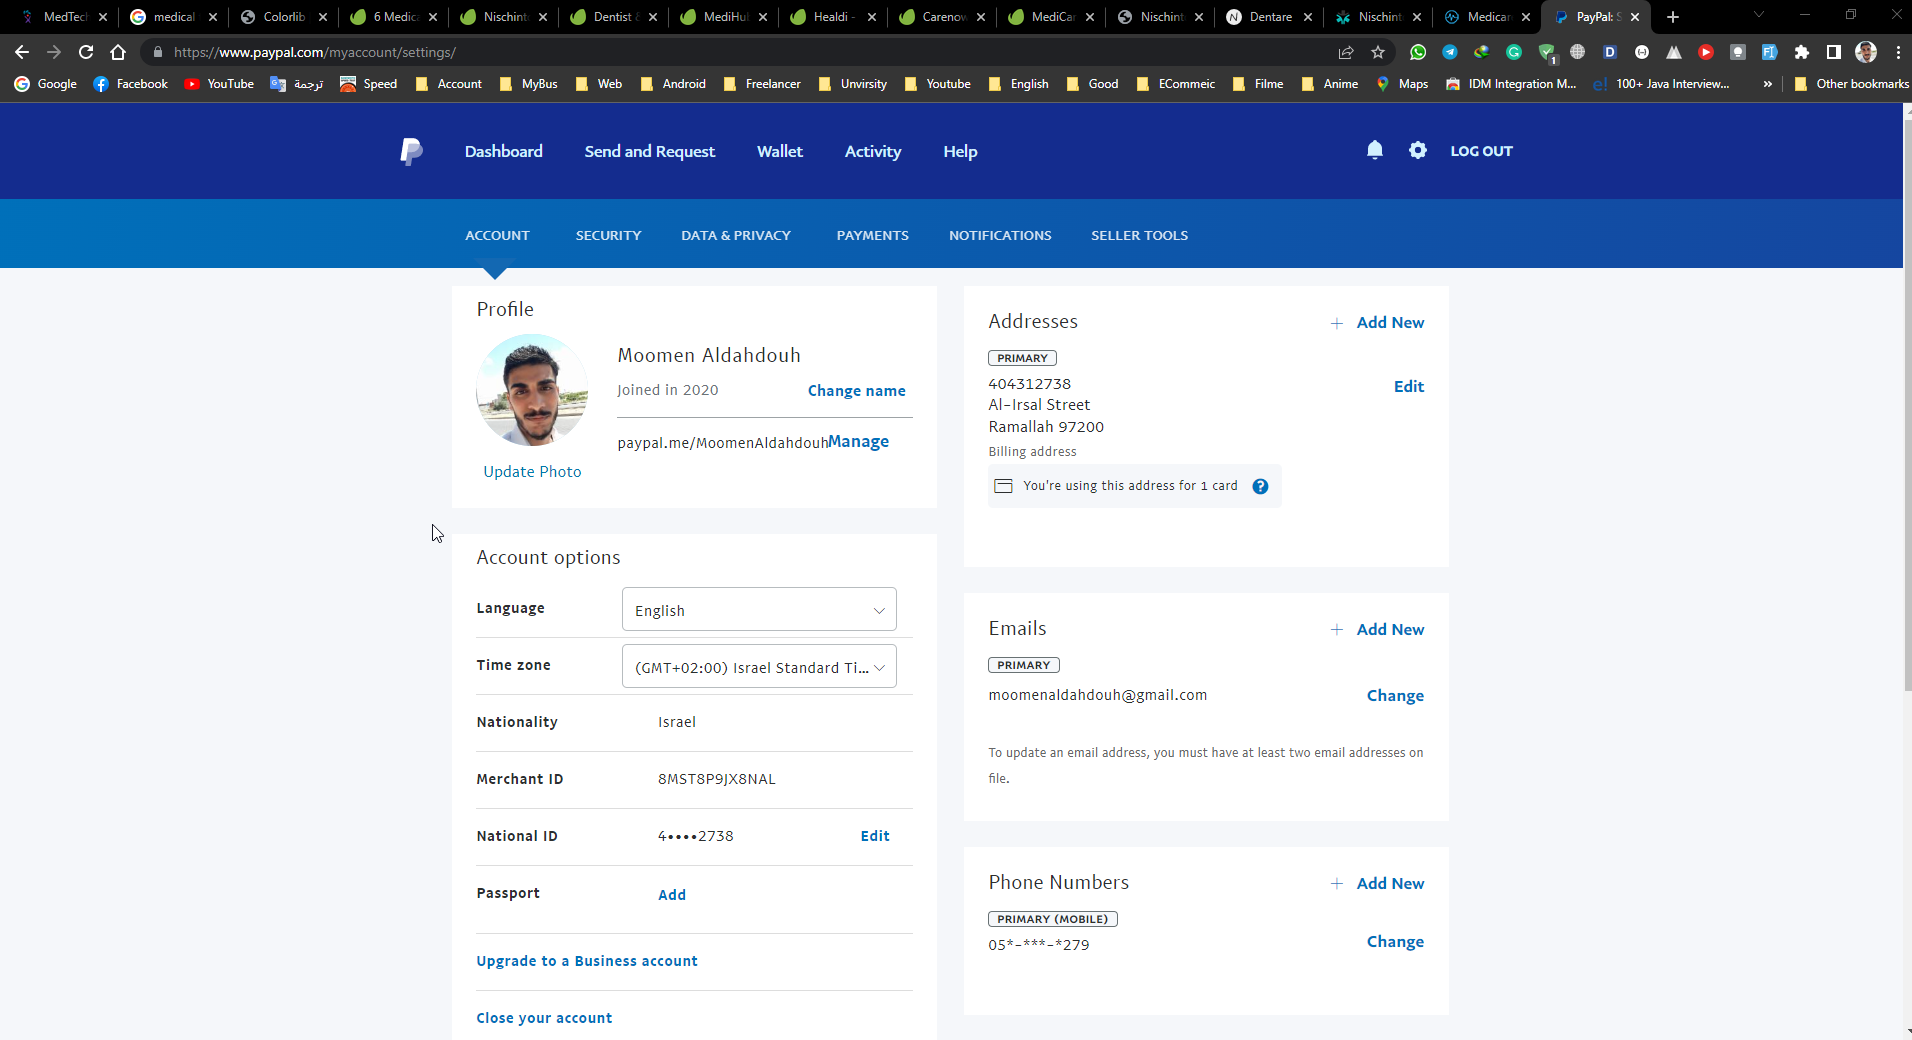 MedTech
medical
Colorlib
6 Medica
Nischint
Dentist &
MediHu
Healdi -
Carenow
MediCar
Nischint
Dentare
Nischint
Medicar
PayPal: S
https://www.paypal.com/myaccount/settings/
Google
Facebook
YouTube
ترجمة
Speed
Account
MyBus
Web
Android
Freelancer
Unvirsity
Youtube
English
Good
ECommeic
Filme
Anime
Maps
IDM Integration M...
100+ Java Interview...
»
Other bookmarks
Dashboard
Send and Request
Wallet
Activity
Help
LOG OUT
ACCOUNT
SECURITY
DATA & PRIVACY
PAYMENTS
NOTIFICATIONS
SELLER TOOLS
Profile
Moomen Aldahdouh
Joined in 2020
Change name
paypal.me/MoomenAldahdouh
Manage
Update Photo
Account options
Language
English
Time zone
(GMT+02:00) Israel Standard Ti...
Nationality
Israel
Merchant ID
8MST8P9JX8NAL
National ID
4••••2738
Edit
Passport
Add
Upgrade to a Business account
Close your account
Addresses
+ Add New
PRIMARY
404312738
Edit
Al-Irsal Street
Ramallah 97200
Billing address
You're using this address for 1 card
?
Emails
+ Add New
PRIMARY
moomenaldahdouh@gmail.com
Change
To update an email address, you must have at least two email addresses on
file.
Phone Numbers
+ Add New
PRIMARY (MOBILE)
05*-***-*279
Change